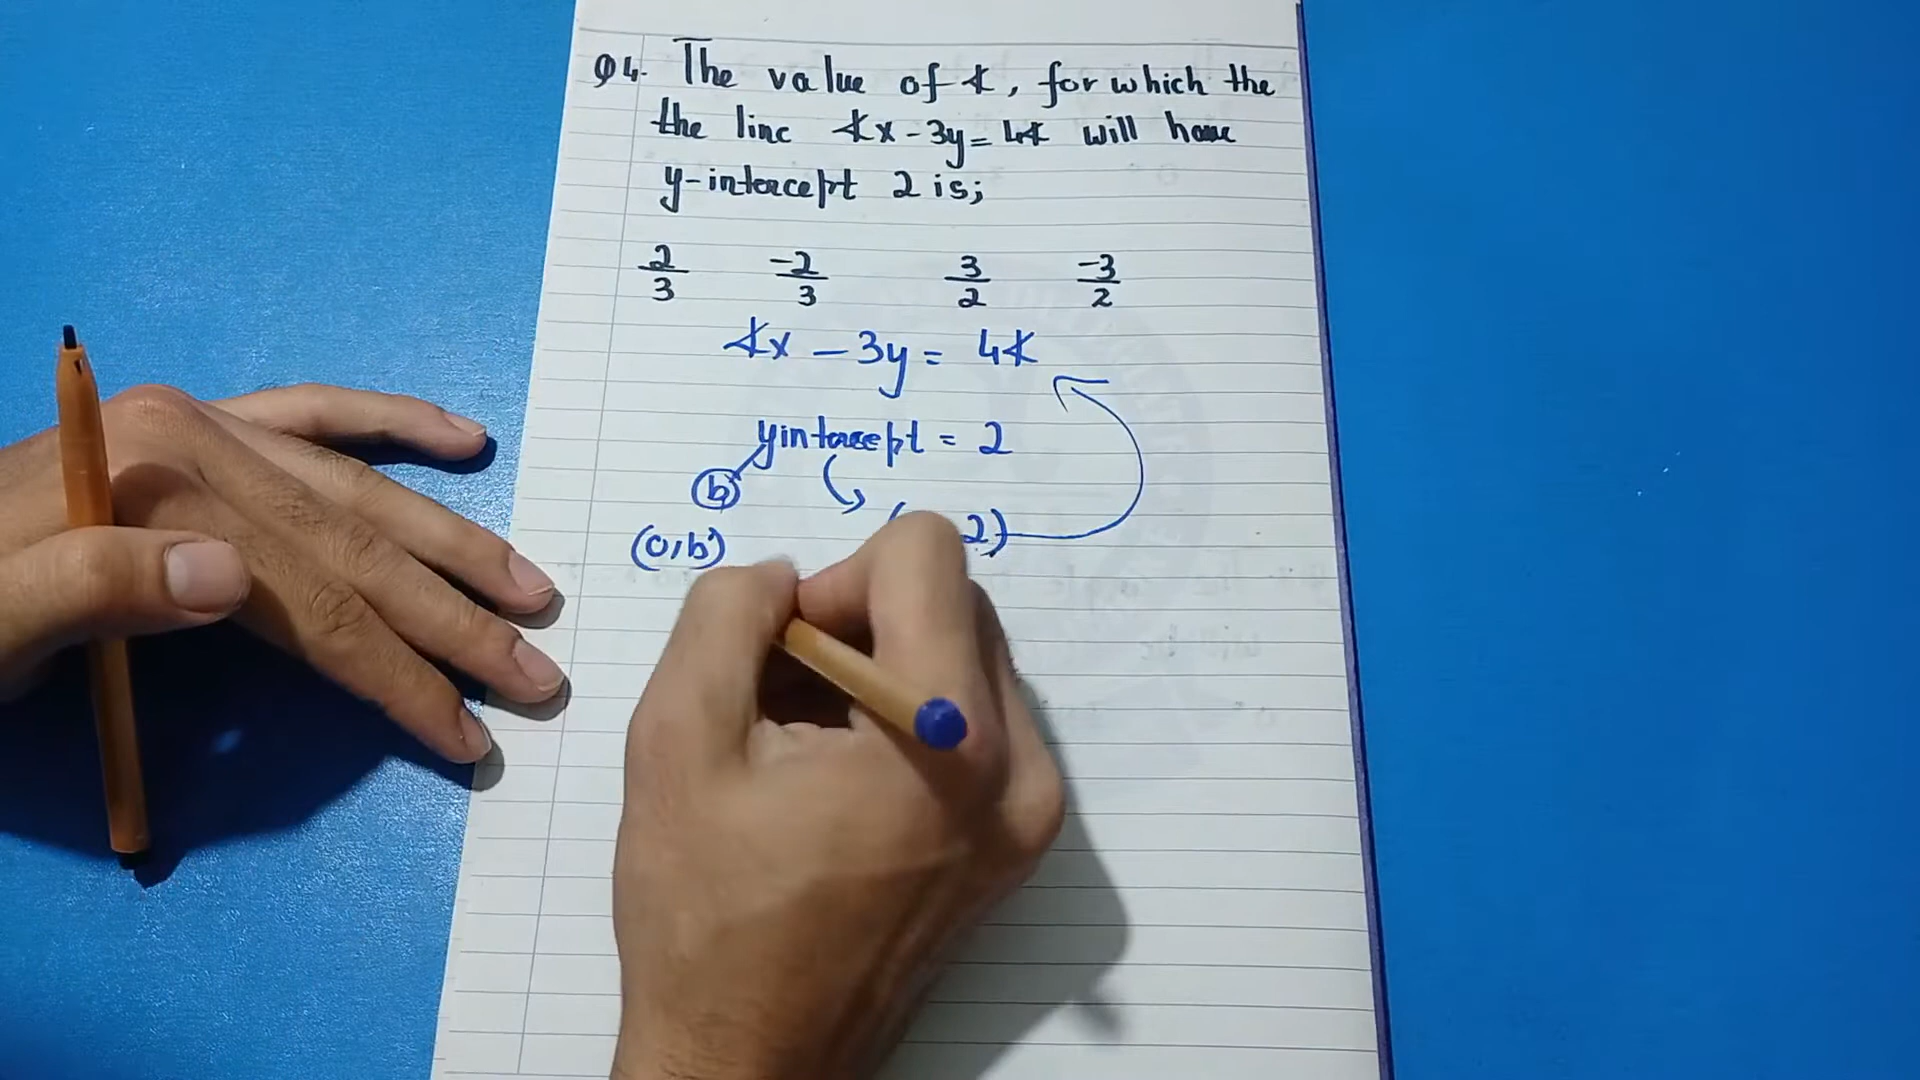 Q4. The value of k, for which the
the line kx - 3y = 4k will have
y-intercept 2 is;
2/3 -2/3 3/2 -3/2
kx - 3y = 4k
y intercept = 2
b
(0,b) 2)